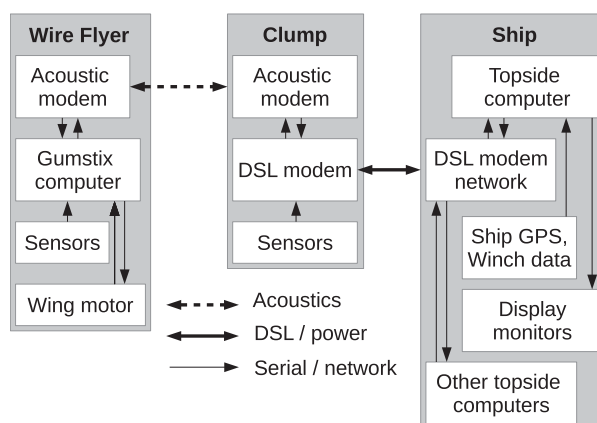 Wire Flyer
Acoustic
modem
Gumstix
computer
Sensors
Wing motor
Clump
Acoustic
modem
DSL modem
Sensors
Ship
Topside
computer
DSL modem
network
Ship GPS,
Winch data
Display
monitors
Other topside
computers
Acoustics
DSL / power
Serial / network